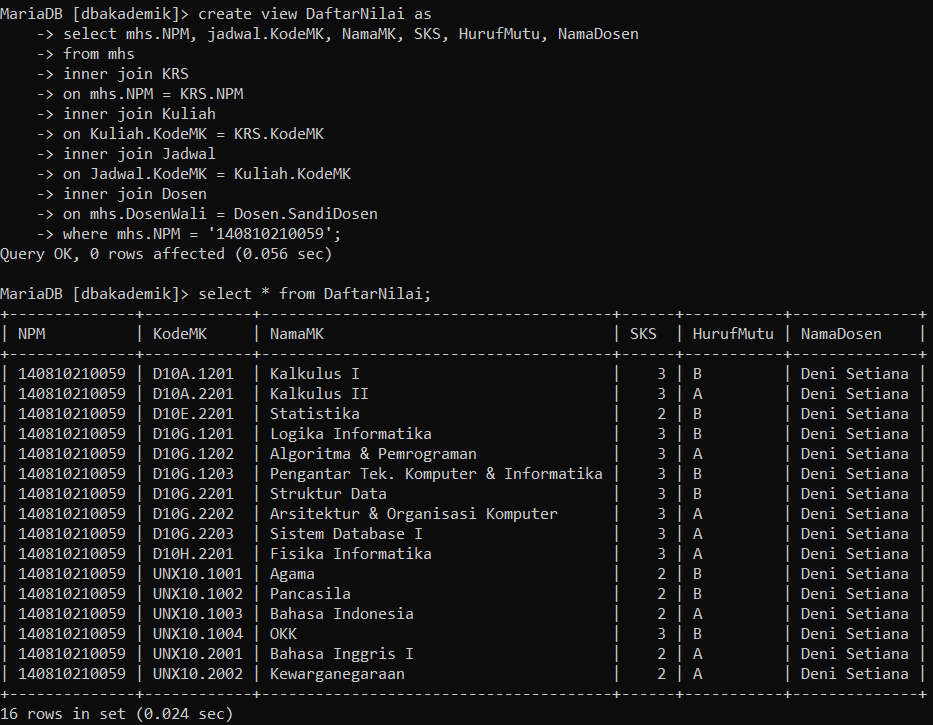 MariaDB [dbakademik]> create view DaftarNilai as
    -> select mhs.NPM, jadwal.KodeMK, NamaMK, SKS, HurufMutu, NamaDosen
    -> from mhs
    -> inner join KRS
    -> on mhs.NPM = KRS.NPM
    -> inner join Kuliah
    -> on Kuliah.KodeMK = KRS.KodeMK
    -> inner join Jadwal
    -> on Jadwal.KodeMK = Kuliah.KodeMK
    -> inner join Dosen
    -> on mhs.DosenWali = Dosen.SandiDosen
    -> where mhs.NPM = '140810210059';
Query OK, 0 rows affected (0.056 sec)

MariaDB [dbakademik]> select * from DaftarNilai;
+--------------+------------+---------------------------------------+------+-----------+--------------+
| NPM          | KodeMK     | NamaMK                                | SKS  | HurufMutu | NamaDosen    |
+--------------+------------+---------------------------------------+------+-----------+--------------+
| 140810210059 | D10A.1201  | Kalkulus I                            |    3 | B         | Deni Setiana |
| 140810210059 | D10A.2201  | Kalkulus II                           |    3 | A         | Deni Setiana |
| 140810210059 | D10E.2201  | Statistika                            |    2 | B         | Deni Setiana |
| 140810210059 | D10G.1201  | Logika Informatika                    |    3 | B         | Deni Setiana |
| 140810210059 | D10G.1202  | Algoritma & Pemrograman               |    3 | A         | Deni Setiana |
| 140810210059 | D10G.1203  | Pengantar Tek. Komputer & Informatika |    3 | B         | Deni Setiana |
| 140810210059 | D10G.2201  | Struktur Data                         |    3 | B         | Deni Setiana |
| 140810210059 | D10G.2202  | Arsitektur & Organisasi Komputer      |    3 | A         | Deni Setiana |
| 140810210059 | D10G.2203  | Sistem Database I                     |    3 | A         | Deni Setiana |
| 140810210059 | D10H.2201  | Fisika Informatika                    |    3 | A         | Deni Setiana |
| 140810210059 | UNX10.1001 | Agama                                 |    2 | B         | Deni Setiana |
| 140810210059 | UNX10.1002 | Pancasila                             |    2 | B         | Deni Setiana |
| 140810210059 | UNX10.1003 | Bahasa Indonesia                      |    2 | A         | Deni Setiana |
| 140810210059 | UNX10.1004 | OKK                                   |    3 | B         | Deni Setiana |
| 140810210059 | UNX10.2001 | Bahasa Inggris I                      |    2 | A         | Deni Setiana |
| 140810210059 | UNX10.2002 | Kewarganegaraan                       |    2 | A         | Deni Setiana |
+--------------+------------+---------------------------------------+------+-----------+--------------+
16 rows in set (0.024 sec)